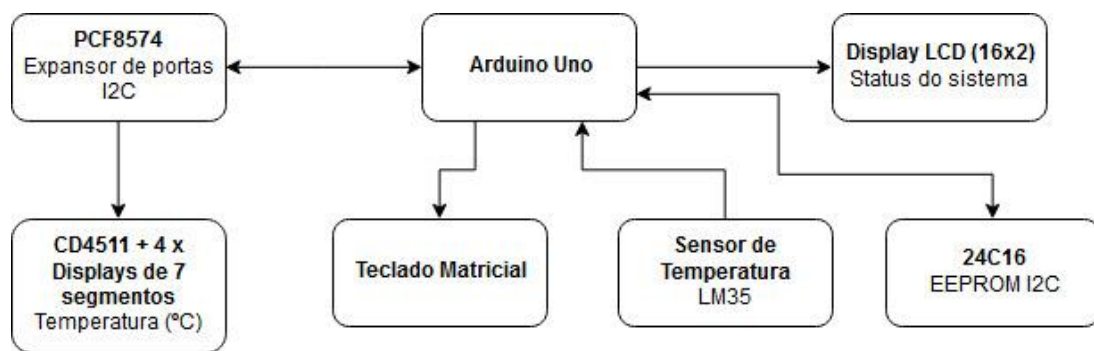 PCF8574
Expansor de portas
I2C
Arduino Uno
Display LCD (16x2)
Status do sistema
CD4511 + 4 x
Displays de 7
segmentos
Temperatura (ºC)
Teclado Matricial
Sensor de
Temperatura
LM35
24C16
EEPROM I2C